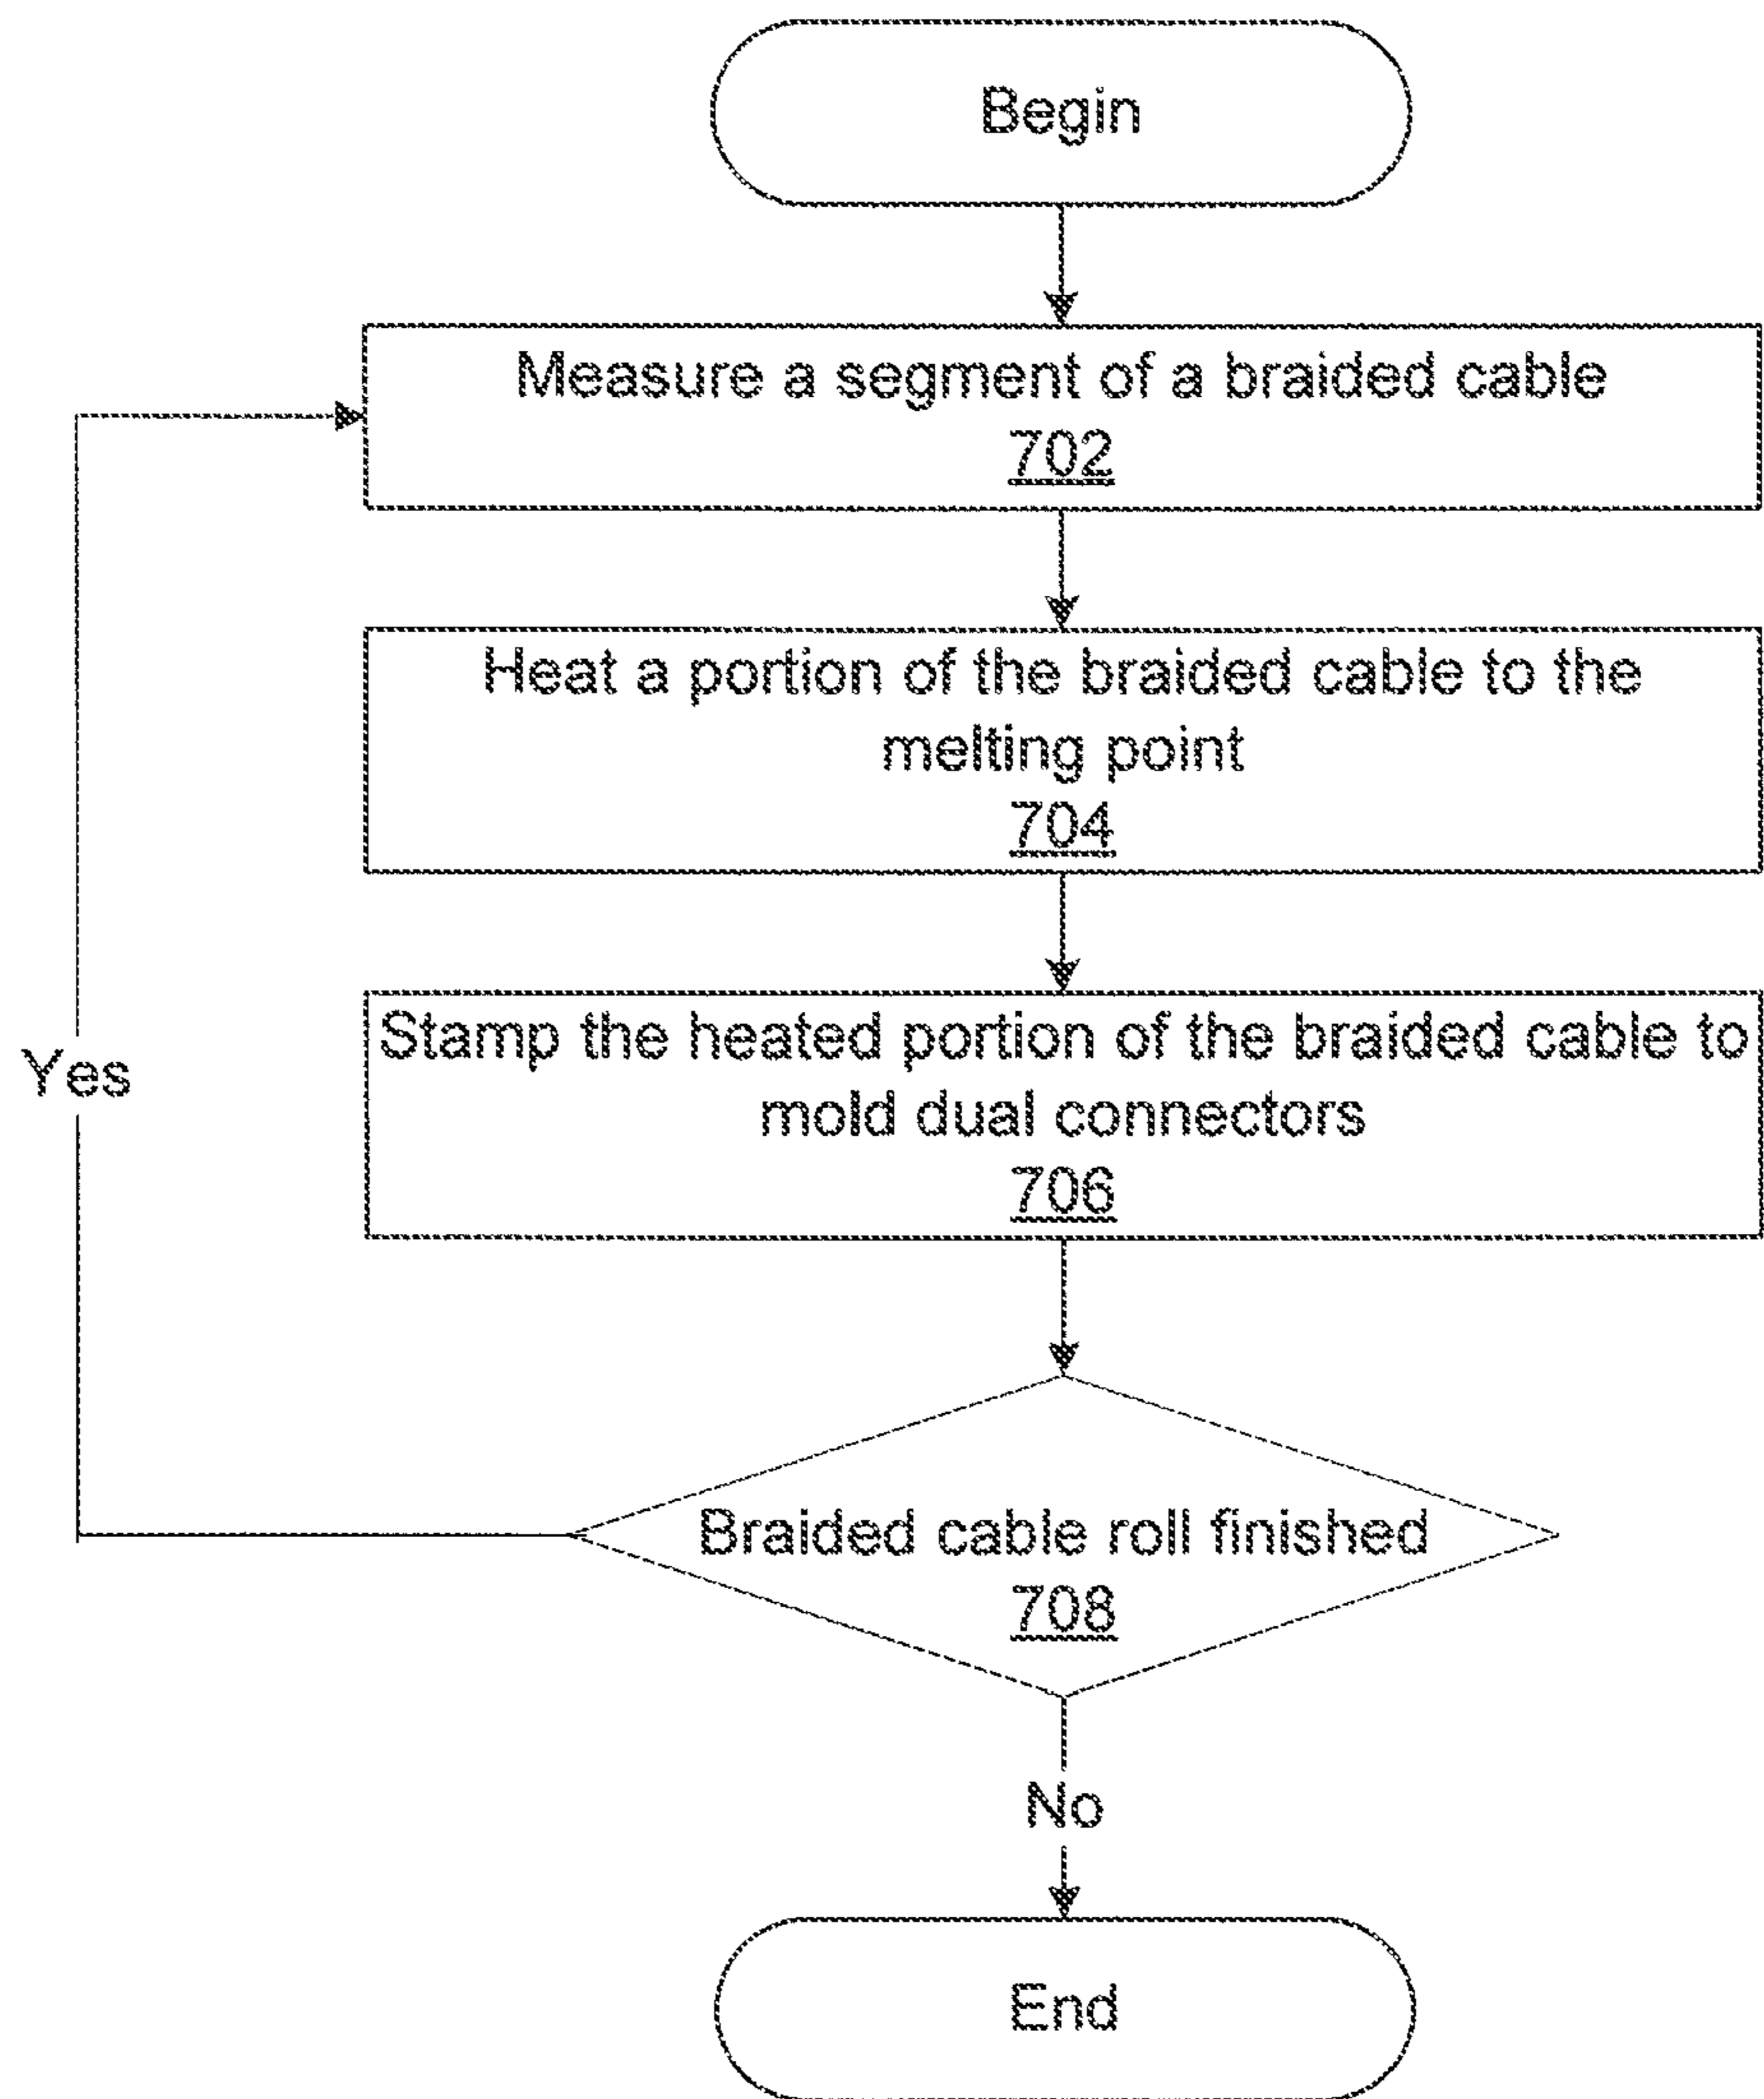 Begin
Measure a segment of a braided cable
702
Heat a portion of the braided cable to the
melting point
704
Stamp the heated portion of the braided cable to
mold dual connectors
706
Yes
Braided cable roll finished
708
No
End